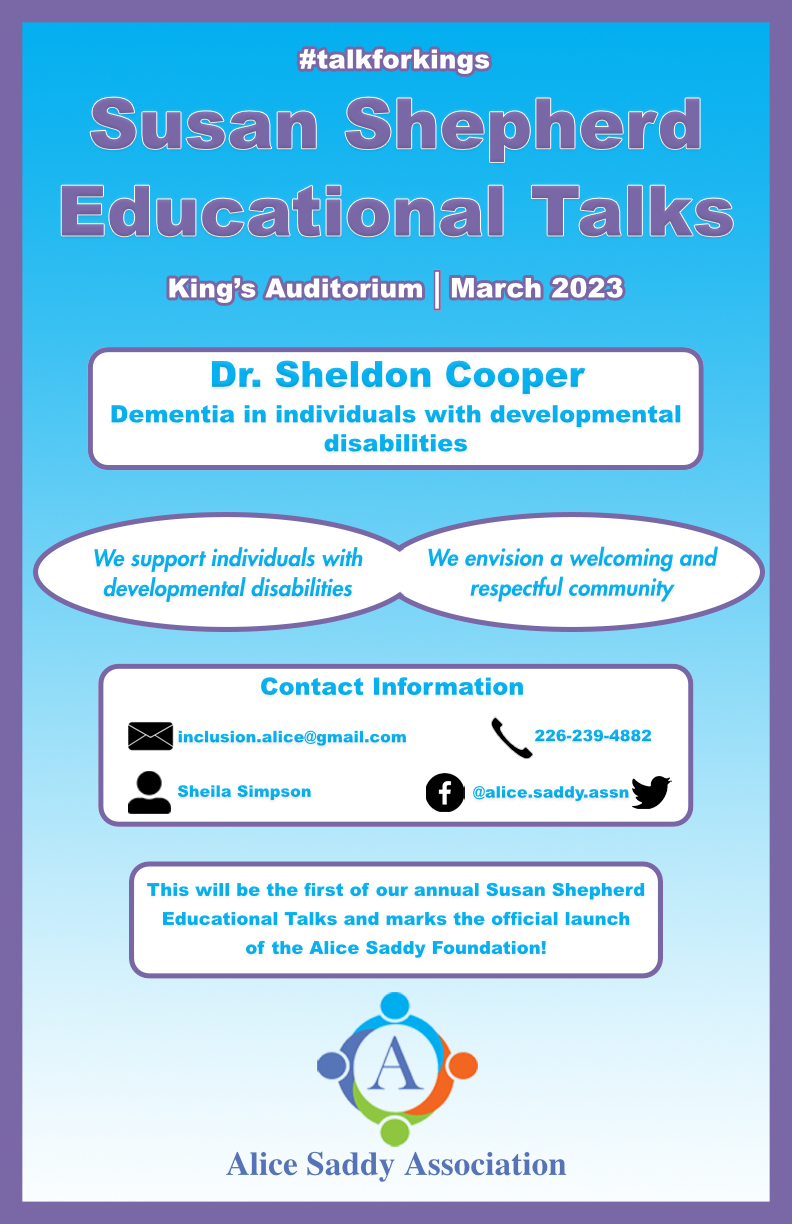 #talkforkings
Susan Shepherd
Educational Talks
King's Auditorium | March 2023
Dr. Sheldon Cooper
Dementia in individuals with developmental
disabilities
We support individuals with
developmental disabilities
We envision a welcoming and
respectful community
Contact Information
inclusion.alice@gmail.com
226-239-4882
Sheila Simpson
@alice.saddy.assn
This will be the first of our annual Susan Shepherd
Educational Talks and marks the official launch
of the Alice Saddy Foundation!
A
Alice Saddy Association